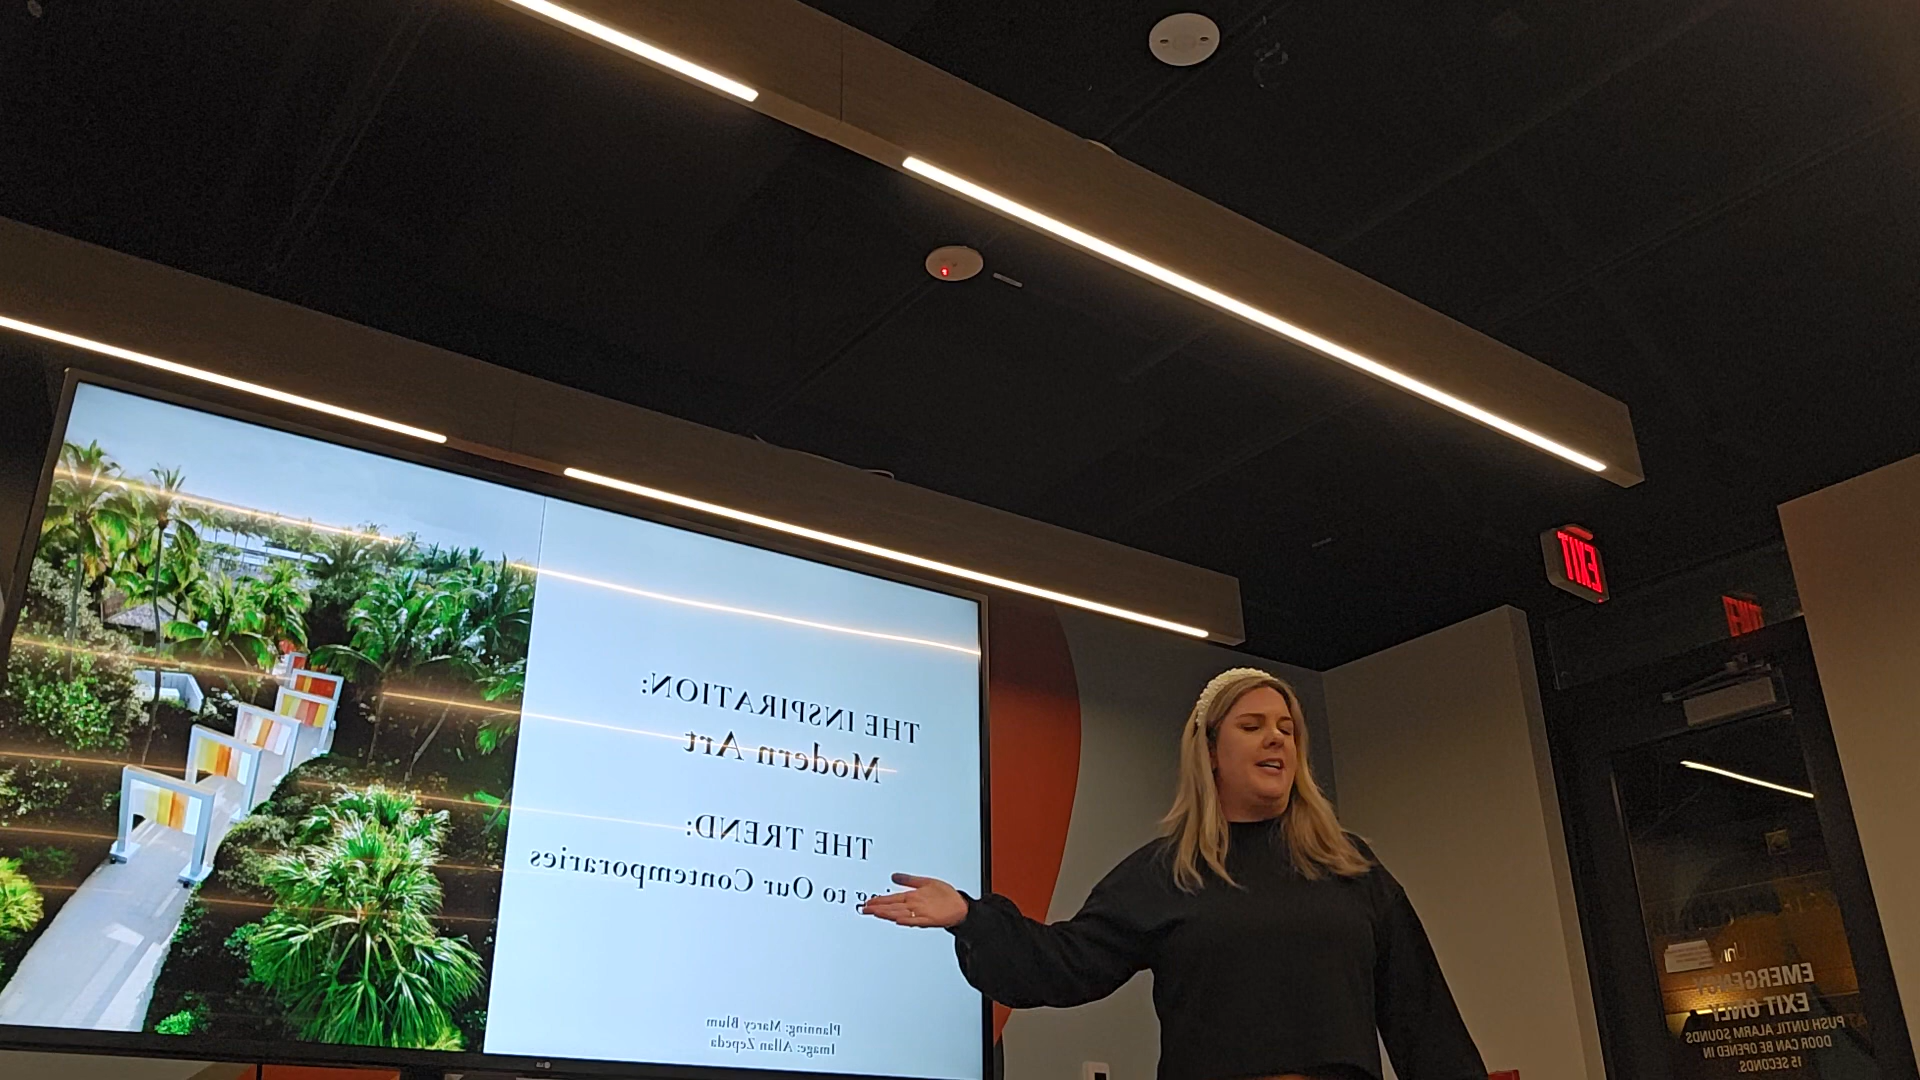 THE INSPIRATION:
Modern Art
THE TREND:
to Our Contemporaries
Planning: Marcy Blum
Image: Allan Zepeda
LG
EXIT
EXIT
EMERGENCY
EXIT ONLY
PUSH UNTIL ALARM SOUNDS
DOOR CAN BE OPENED IN
15 SECONDS.